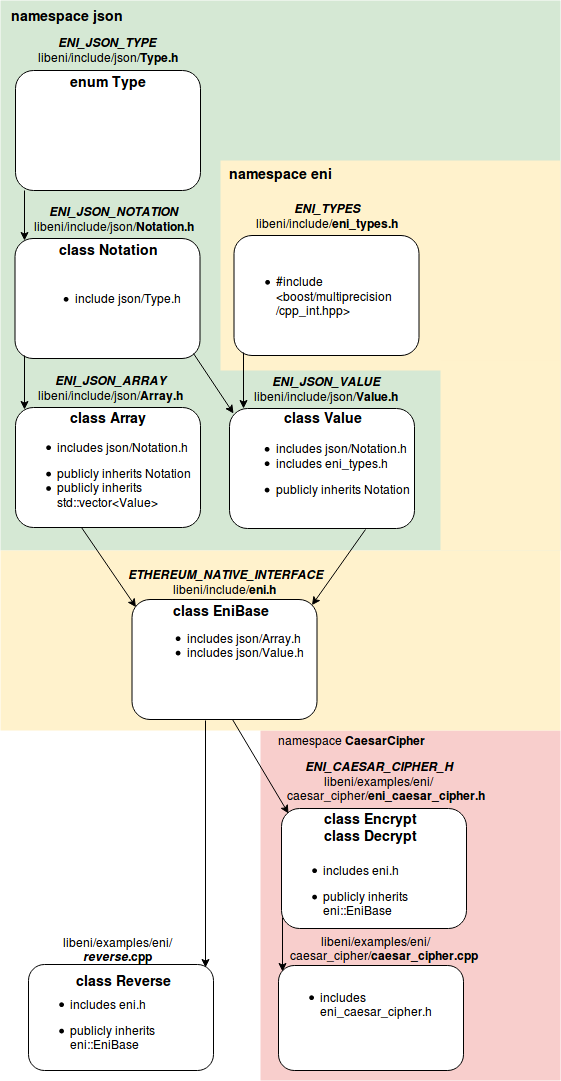 namespace json
ENI_JSON_TYPE
libeni/include/json/Type.h
enum Type
namespace eni
ENI_JSON_NOTATION
libeni/include/json/Notation.h
class Notation
• include json/Type.h
ENI_TYPES
libeni/include/eni_types.h
• #include
<boost/multiprecision
/cpp_int.hpp>
ENI_JSON_ARRAY
libeni/include/json/Array.h
class Array
• includes json/Notation.h
• publicly inherits Notation
• publicly inherits
std::vector<Value>
ENI_JSON_VALUE
libeni/include/json/Value.h
class Value
• includes json/Notation.h
• includes eni_types.h
• publicly inherits Notation
ETHEREUM_NATIVE_INTERFACE
libeni/include/eni.h
class EniBase
• includes json/Array.h
• includes json/Value.h
namespace CaesarCipher
ENI_CAESAR_CIPHER_H
libeni/examples/eni/
caesar_cipher/eni_caesar_cipher.h
class Encrypt
class Decrypt
• includes eni.h
• publicly inherits
eni::EniBase
libeni/examples/eni/
reverse.cpp
class Reverse
• includes eni.h
• publicly inherits
eni::EniBase
libeni/examples/eni/
caesar_cipher/caesar_cipher.cpp
• includes
eni_caesar_cipher.h